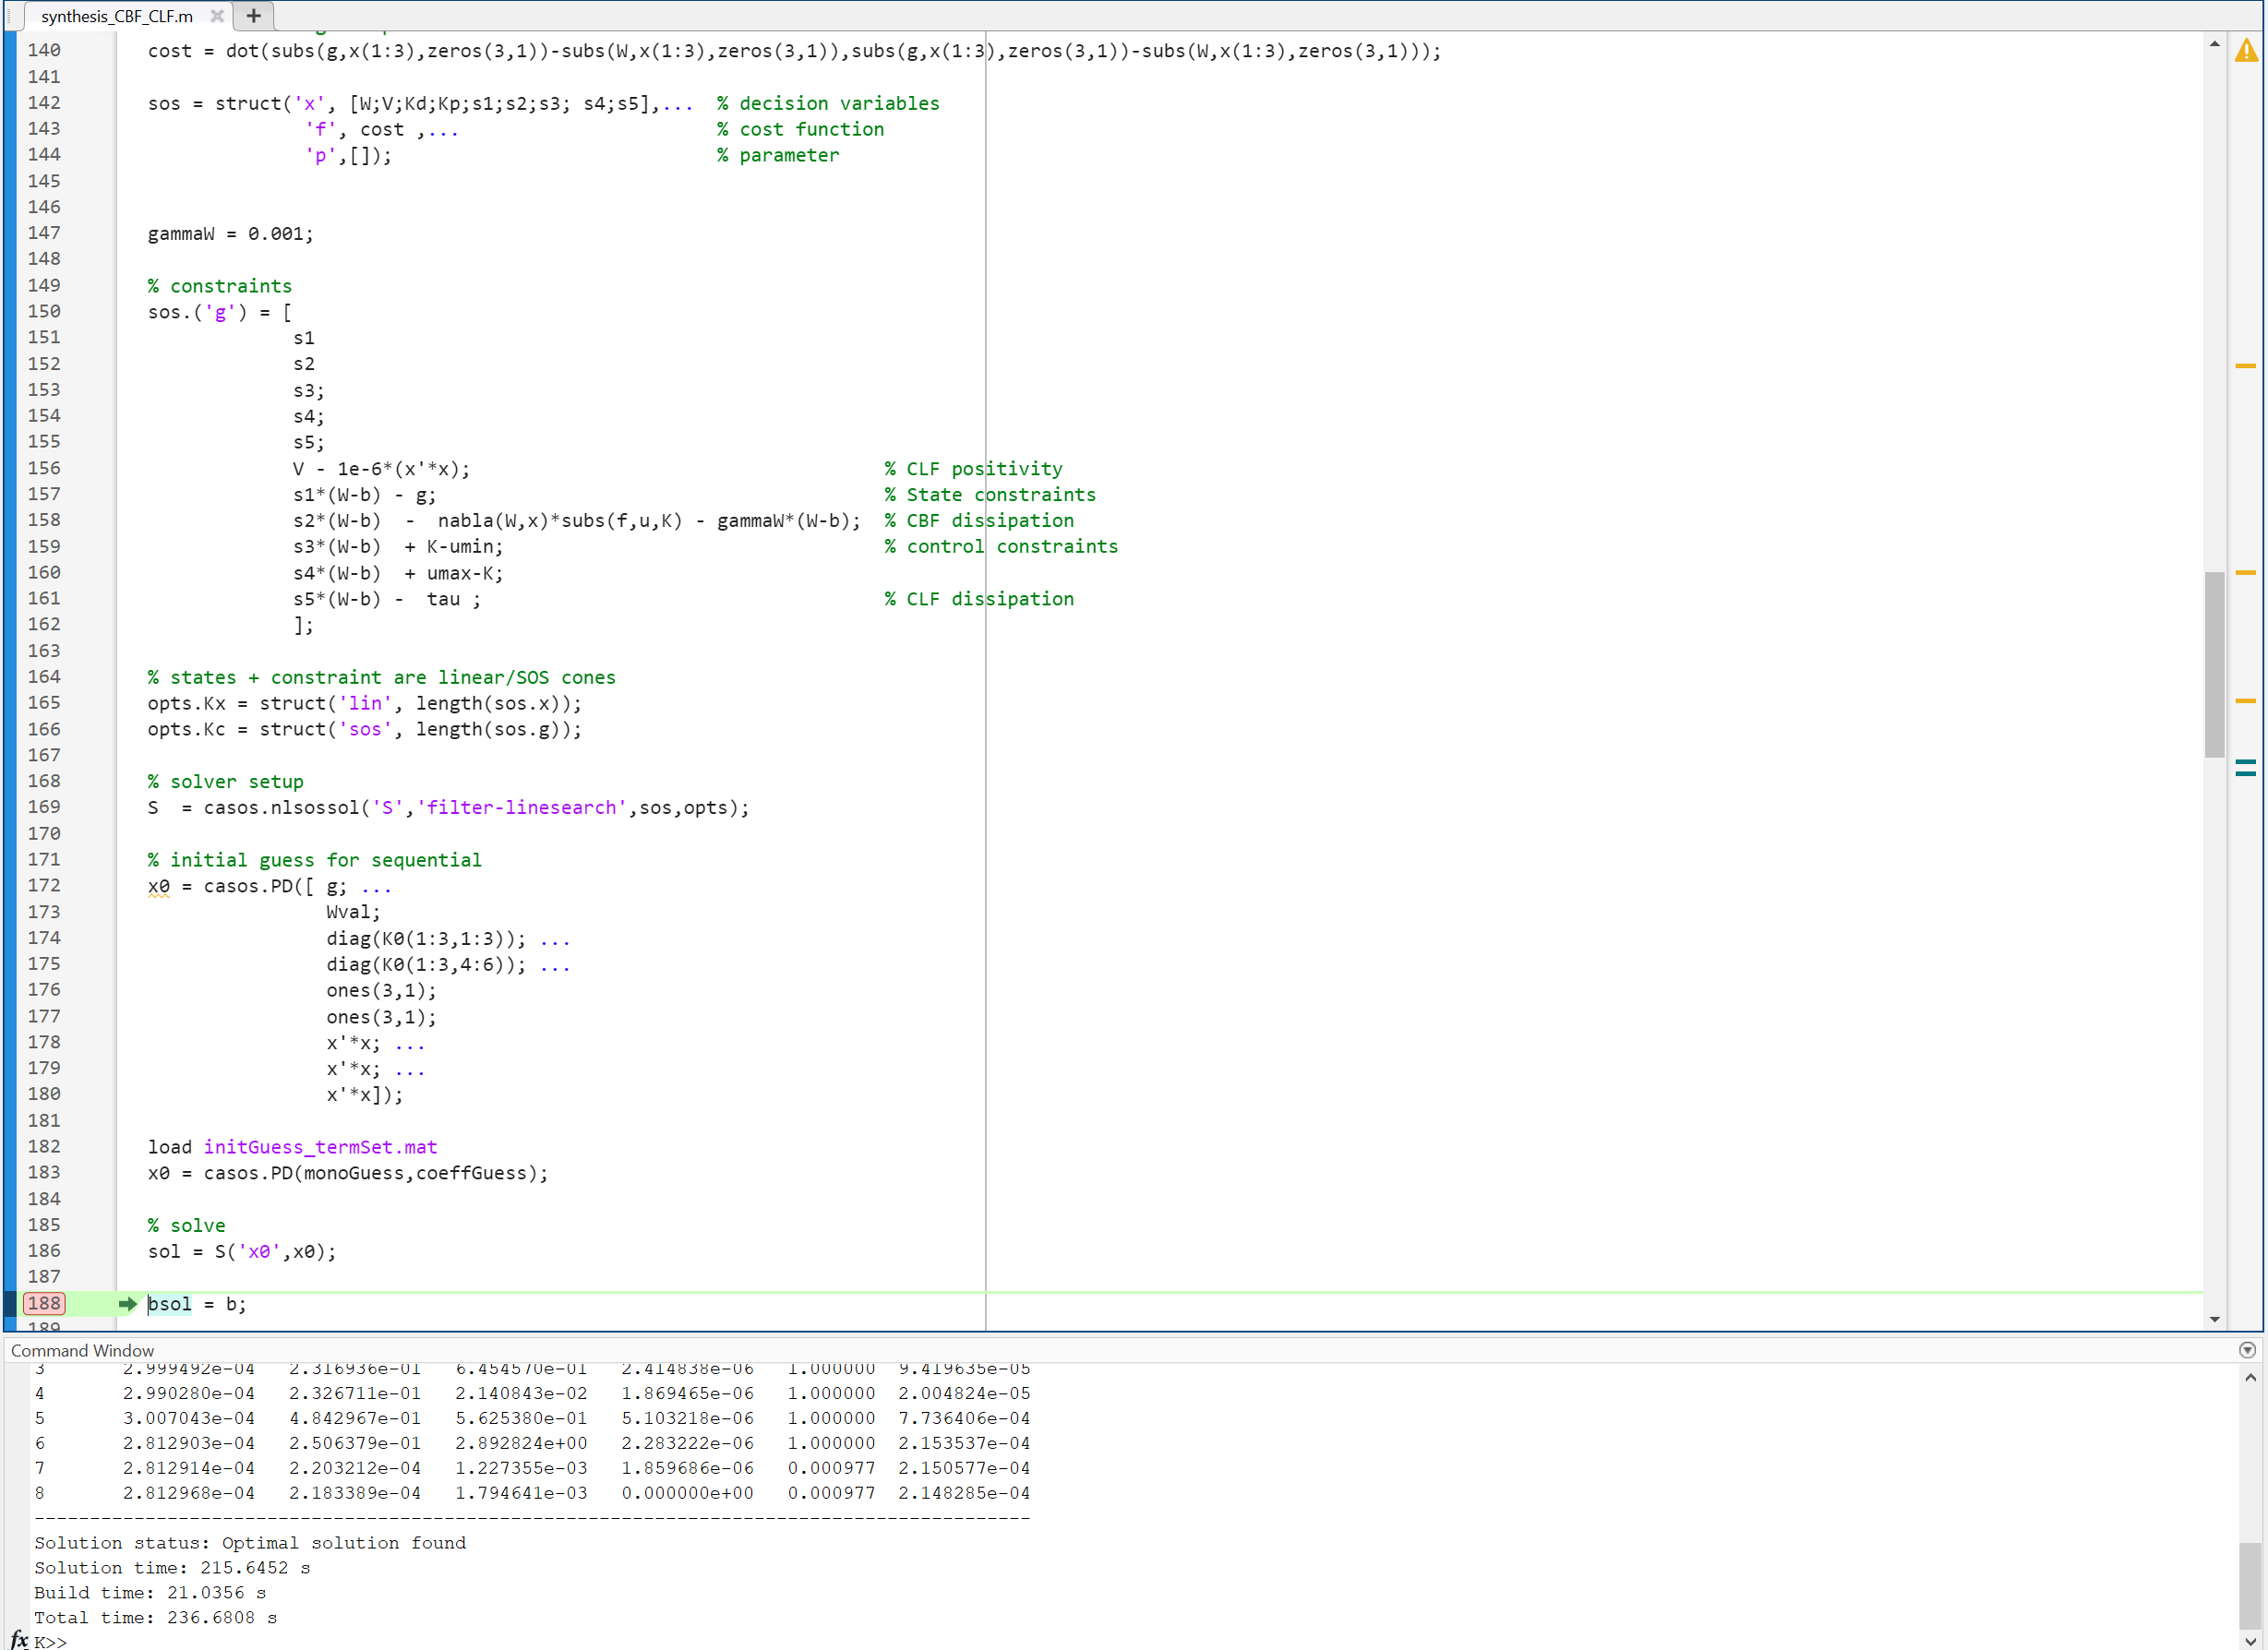 synthesis_CBF_CLF.m
140 cost = dot(subs(g,x(1:3),zeros(3,1))-subs(W,x(1:3),zeros(3,1)),subs(g,x(1:3),zeros(3,1))-subs(W,x(1:3),zeros(3,1)));
141
142 sos = struct('x', [W;V;Kd;Kp;s1;s2;s3; s4;s5],... % decision variables
143 'f', cost ,... % cost function
144 'p',[]); % parameter
145
146
147 gammaW = 0.001;
148
149 % constraints
150 sos.('g') = [
151 s1
152 s2
153 s3;
154 s4;
155 s5;
156 V - 1e-6*(x'*x); % CLF positivity
157 s1*(W-b) - g; % State constraints
158 s2*(W-b)  -  nabla(W,x)*subs(f,u,K) - gammaW*(W-b); % CBF dissipation
159 s3*(W-b)  + K-umin; % control constraints
160 s4*(W-b)  + umax-K;
161 s5*(W-b) -  tau ; % CLF dissipation
162 ];
163
164 % states + constraint are linear/SOS cones
165 opts.Kx = struct('lin', length(sos.x));
166 opts.Kc = struct('sos', length(sos.g));
167
168 % solver setup
169 S  = casos.nlsossol('S','filter-linesearch',sos,opts);
170
171 % initial guess for sequential
172 x0 = casos.PD([ g; ...
173 Wval;
174 diag(K0(1:3,1:3)); ...
175 diag(K0(1:3,4:6)); ...
176 ones(3,1);
177 ones(3,1);
178 x'*x; ...
179 x'*x; ...
180 x'*x]);
181
182 load initGuess_termSet.mat
183 x0 = casos.PD(monoGuess,coeffGuess);
184
185 % solve
186 sol = S('x0',x0);
187
188 bsol = b;
189
Command Window
3 2.999492e-04 2.316936e-01 6.454570e-01 2.414838e-06 1.000000 9.419635e-05
4 2.990280e-04 2.326711e-01 2.140843e-02 1.869465e-06 1.000000 2.004824e-05
5 3.007043e-04 4.842967e-01 5.625380e-01 5.103218e-06 1.000000 7.736406e-04
6 2.812903e-04 2.506379e-01 2.892824e+00 2.283222e-06 1.000000 2.153537e-04
7 2.812914e-04 2.203212e-04 1.227355e-03 1.859686e-06 0.000977 2.150577e-04
8 2.812968e-04 2.183389e-04 1.794641e-03 0.000000e+00 0.000977 2.148285e-04
------------------------------------------------------------------------------------------
Solution status: Optimal solution found
Solution time: 215.6452 s
Build time: 21.0356 s
Total time: 236.6808 s
fx K>>